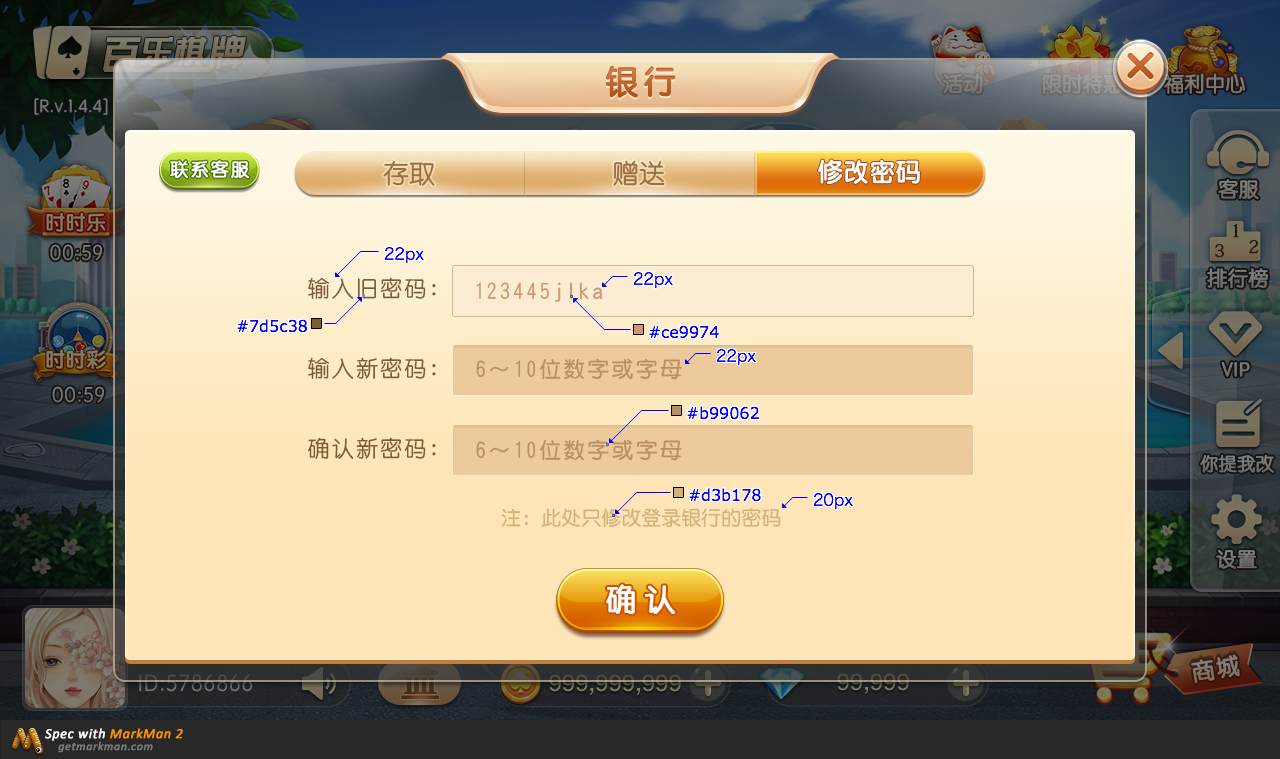 百乐棋牌
[R.v.1.4.4]
银行
活动
限时特惠
福利中心
联系客服
存取
赠送
修改密码
客服
7 8 9
时时乐
00:59
1
3 2
排行榜
22px
输入旧密码：
123445jlka
22px
#7d5c38
#ce9974
时时彩
00:59
输入新密码：
6～10位数字或字母
22px
VIP
#b99062
确认新密码：
6～10位数字或字母
你提我改
#d3b178
20px
注：此处只修改登录银行的密码
设置
确认
ID:5786866
999,999,999
99,999
商城
Spec with MarkMan 2
getmarkman.com